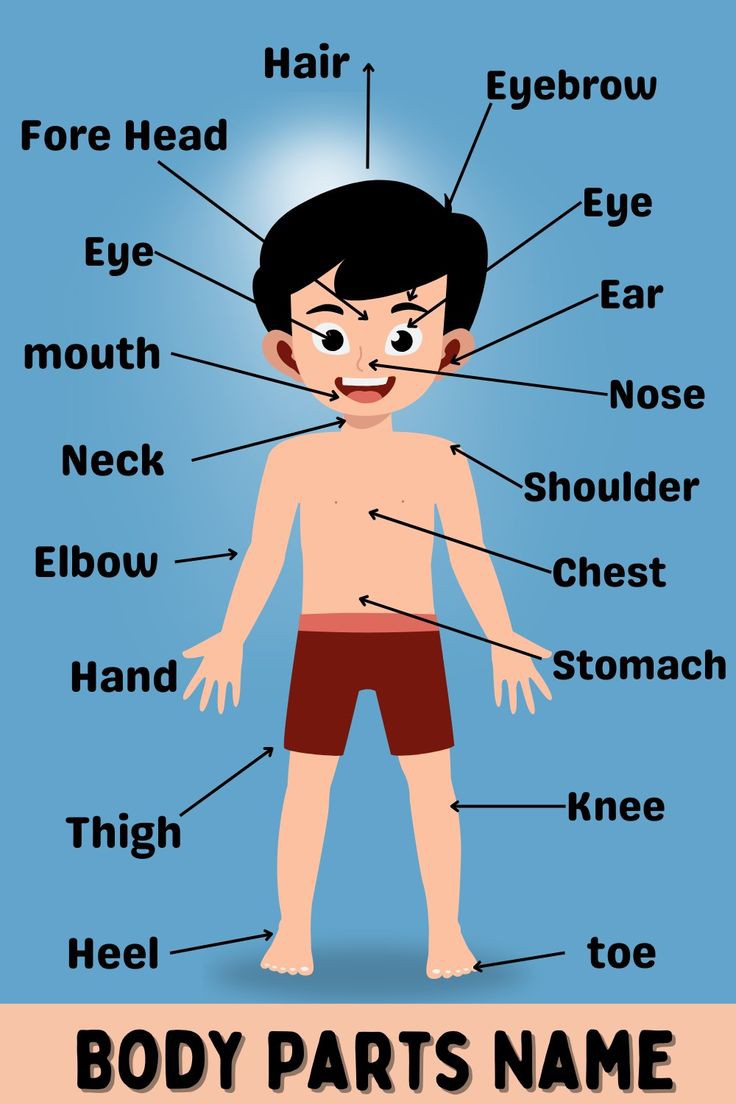 Hair
Eyebrow
Fore Head
Eye
Eye
Ear
mouth
Nose
Neck
Shoulder
Elbow
Chest
Stomach
Hand
Knee
Thigh
Heel
toe
BODY PARTS NAME